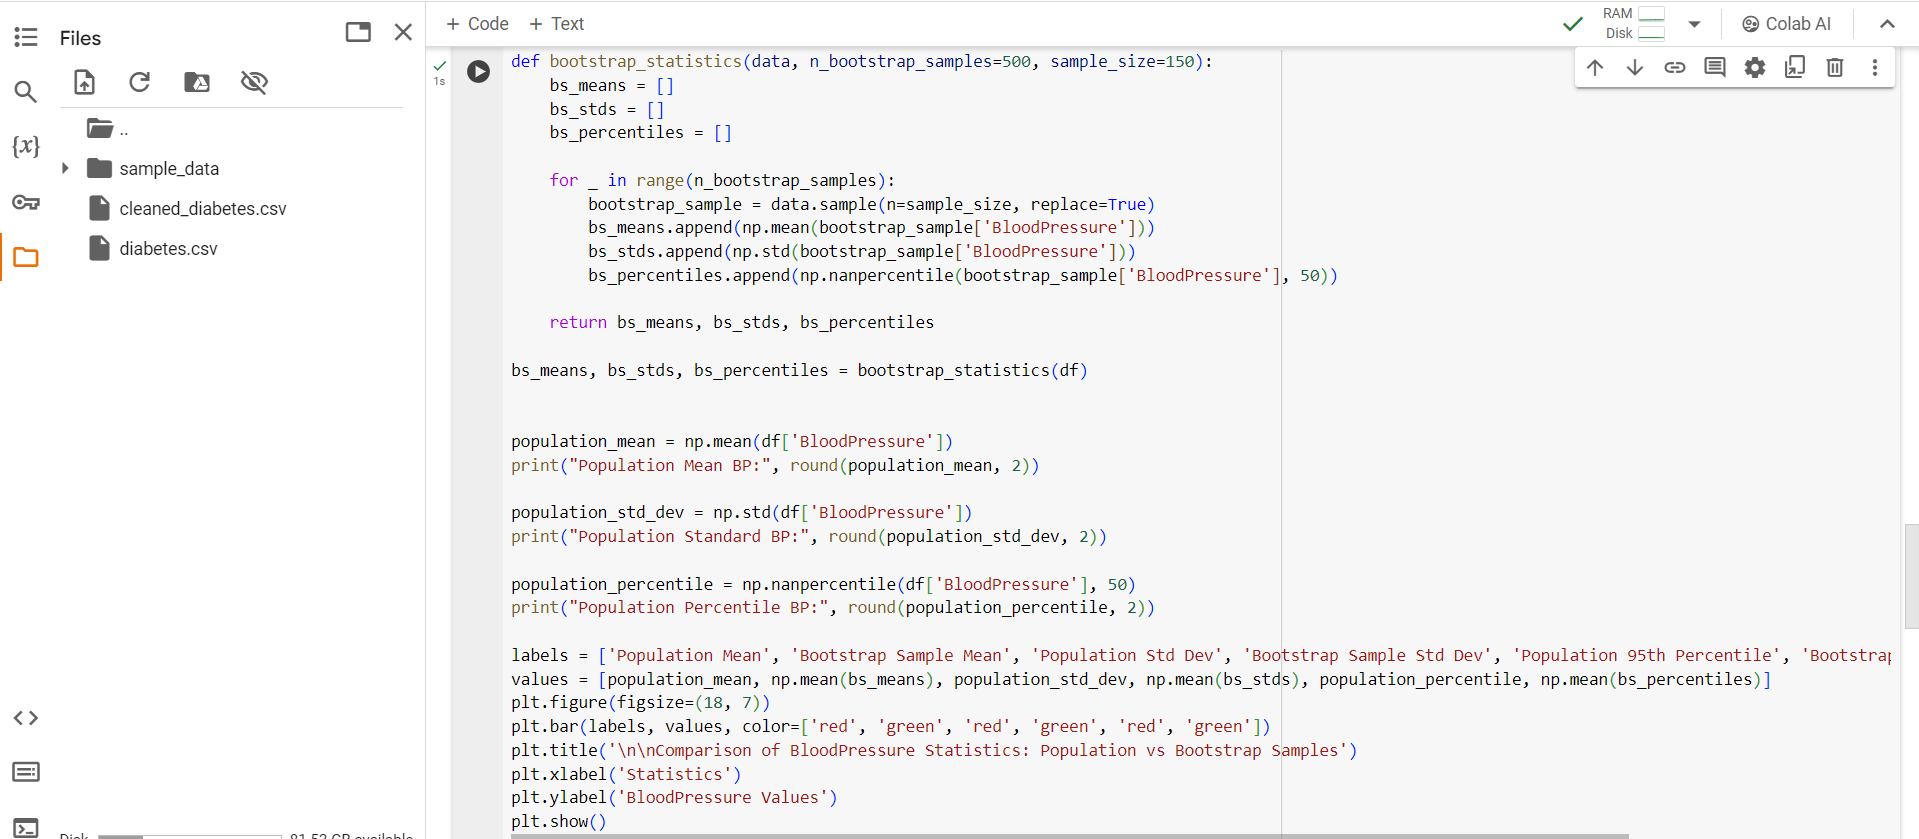 Files
..
sample_data
cleaned_diabetes.csv
diabetes.csv
{x}
<>
Disk
81.53 GB available
+ Code + Text
RAM
Disk
Colab AI
1s
def bootstrap_statistics(data, n_bootstrap_samples=500, sample_size=150):
    bs_means = []
    bs_stds = []
    bs_percentiles = []
    for _ in range(n_bootstrap_samples):
        bootstrap_sample = data.sample(n=sample_size, replace=True)
        bs_means.append(np.mean(bootstrap_sample['BloodPressure']))
        bs_stds.append(np.std(bootstrap_sample['BloodPressure']))
        bs_percentiles.append(np.nanpercentile(bootstrap_sample['BloodPressure'], 50))
    return bs_means, bs_stds, bs_percentiles
bs_means, bs_stds, bs_percentiles = bootstrap_statistics(df)
population_mean = np.mean(df['BloodPressure'])
print("Population Mean BP:", round(population_mean, 2))
population_std_dev = np.std(df['BloodPressure'])
print("Population Standard BP:", round(population_std_dev, 2))
population_percentile = np.nanpercentile(df['BloodPressure'], 50)
print("Population Percentile BP:", round(population_percentile, 2))
labels = ['Population Mean', 'Bootstrap Sample Mean', 'Population Std Dev', 'Bootstrap Sample Std Dev', 'Population 95th Percentile', 'Bootstrap
values = [population_mean, np.mean(bs_means), population_std_dev, np.mean(bs_stds), population_percentile, np.mean(bs_percentiles)]
plt.figure(figsize=(18, 7))
plt.bar(labels, values, color=['red', 'green', 'red', 'green', 'red', 'green'])
plt.title('\n\nComparison of BloodPressure Statistics: Population vs Bootstrap Samples')
plt.xlabel('Statistics')
plt.ylabel('BloodPressure Values')
plt.show()